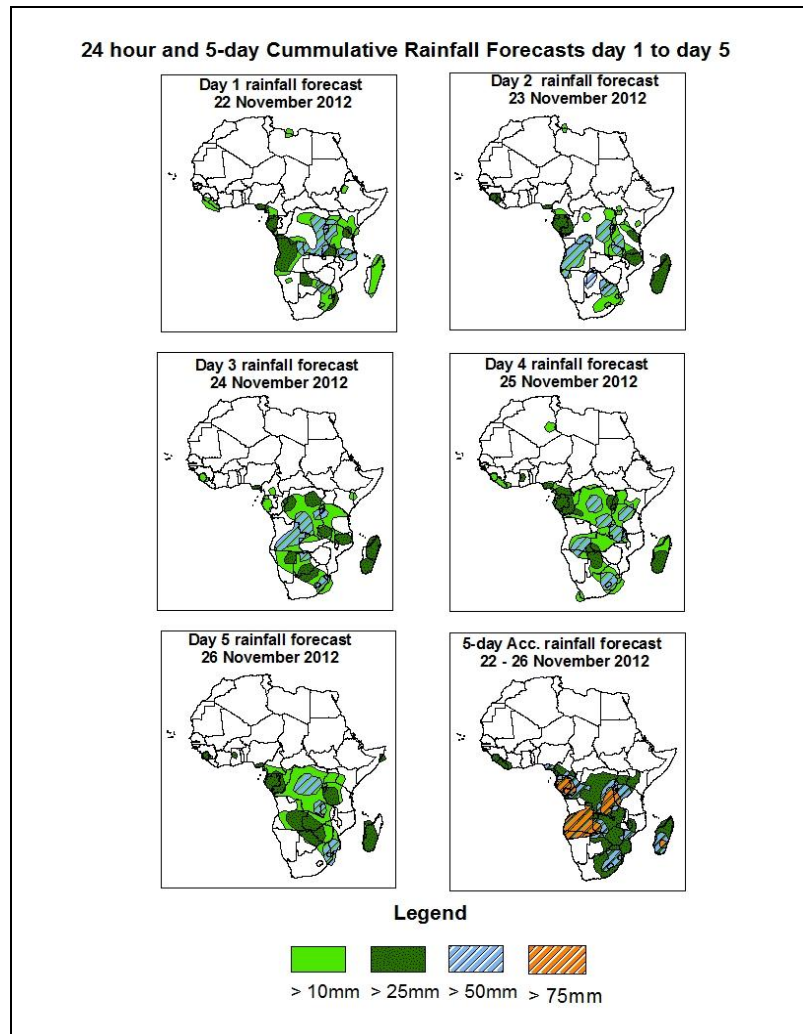 24 hour and 5-day Cummulative Rainfall Forecasts day 1 to day 5
Day 1 rainfall forecast
22 November 2012
Day 2 rainfall forecast
23 November 2012
Day 3 rainfall forecast
24 November 2012
Day 4 rainfall forecast
25 November 2012
Day 5 rainfall forecast
26 November 2012
5-day Acc. rainfall forecast
22 - 26 November 2012
Legend
> 10mm > 25mm > 50mm > 75mm